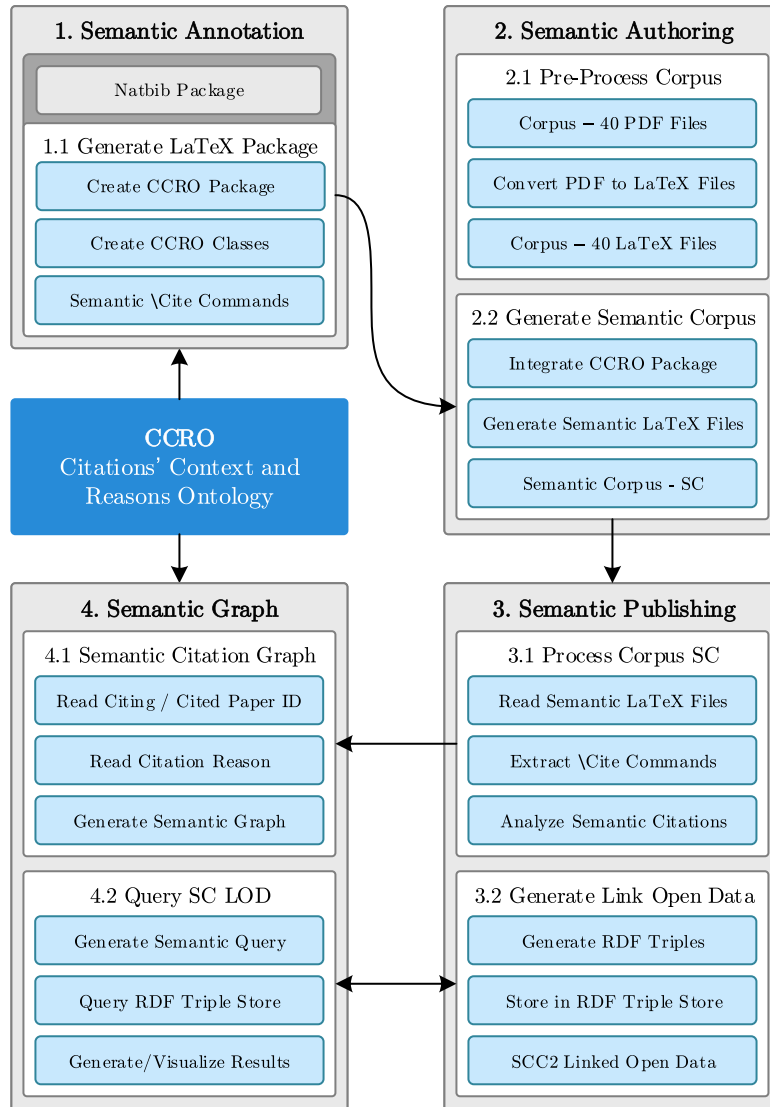 1. Semantic Annotation
Natbib Package
1.1 Generate LaTeX Package
Create CCRO Package
Create CCRO Classes
Semantic \Cite Commands
2. Semantic Authoring
2.1 Pre-Process Corpus
Corpus – 40 PDF Files
Convert PDF to LaTeX Files
Corpus – 40 LaTeX Files
2.2 Generate Semantic Corpus
Integrate CCRO Package
Generate Semantic LaTeX Files
Semantic Corpus - SC
CCRO
Citations' Context and
Reasons Ontology
4. Semantic Graph
4.1 Semantic Citation Graph
Read Citing / Cited Paper ID
Read Citation Reason
Generate Semantic Graph
4.2 Query SC LOD
Generate Semantic Query
Query RDF Triple Store
Generate/Visualize Results
3. Semantic Publishing
3.1 Process Corpus SC
Read Semantic LaTeX Files
Extract \Cite Commands
Analyze Semantic Citations
3.2 Generate Link Open Data
Generate RDF Triples
Store in RDF Triple Store
SCC2 Linked Open Data